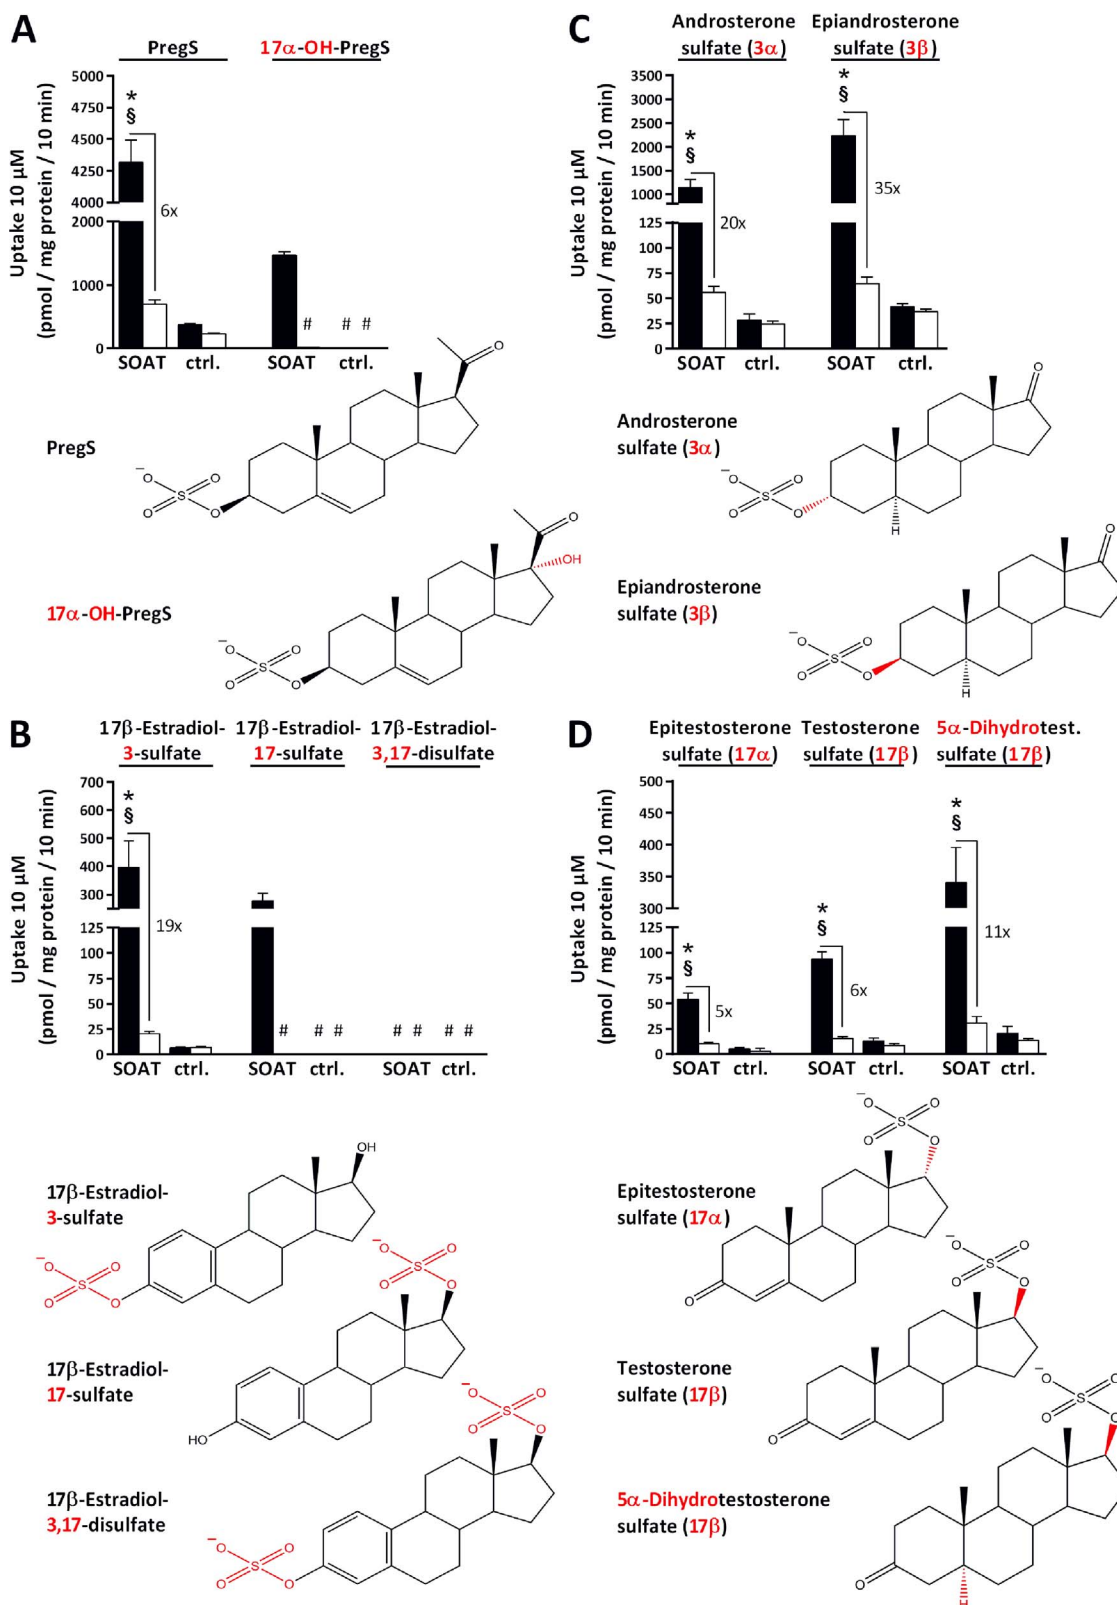 A
PregS
17α-OH-PregS
Uptake 10 µM
(pmol / mg protein / 10 min)
5000
4750
4500
4250
4000
2000
1000
0
*
§
6x
#
# #
SOAT
ctrl.
SOAT
ctrl.
PregS
O
−O
O
S
O
O
17α-OH-PregS
O
OH
−O
O
S
O
O
C
Androsterone
sulfate (3α)
Epiandrosterone
sulfate (3β)
Uptake 10 µM
(pmol / mg protein / 10 min)
3500
3000
2500
2000
1500
1000
125
100
75
50
25
0
*
§
20x
*
§
35x
SOAT
ctrl.
SOAT
ctrl.
Androsterone
sulfate (3α)
O
−O
O
S
O
O
H
Epiandrosterone
sulfate (3β)
O
−O
O
S
O
O
H
B
17β-Estradiol-
3-sulfate
17β-Estradiol-
17-sulfate
17β-Estradiol-
3,17-disulfate
Uptake 10 µM
(pmol / mg protein / 10 min)
700
600
500
400
300
125
100
75
50
25
0
*
§
19x
#
# #
# #
# #
SOAT
ctrl.
SOAT
ctrl.
SOAT
ctrl.
17β-Estradiol-
3-sulfate
OH
−O
O
S
O
O
17β-Estradiol-
17-sulfate
−O
O
S
O
O
HO
17β-Estradiol-
3,17-disulfate
−O
O
S
O
O
−O
O
S
O
O
D
Epitestosterone
sulfate (17α)
Testosterone
sulfate (17β)
5α-Dihydrotest.
sulfate (17β)
Uptake 10 µM
(pmol / mg protein / 10 min)
500
450
400
350
300
125
100
75
50
25
0
*
§
5x
*
§
6x
*
§
11x
SOAT
ctrl.
SOAT
ctrl.
SOAT
ctrl.
Epitestosterone
sulfate (17α)
−O
O
S
O
O
O
Testosterone
sulfate (17β)
−O
O
S
O
O
O
5α-Dihydrotestosterone
sulfate (17β)
−O
O
S
O
O
O
H